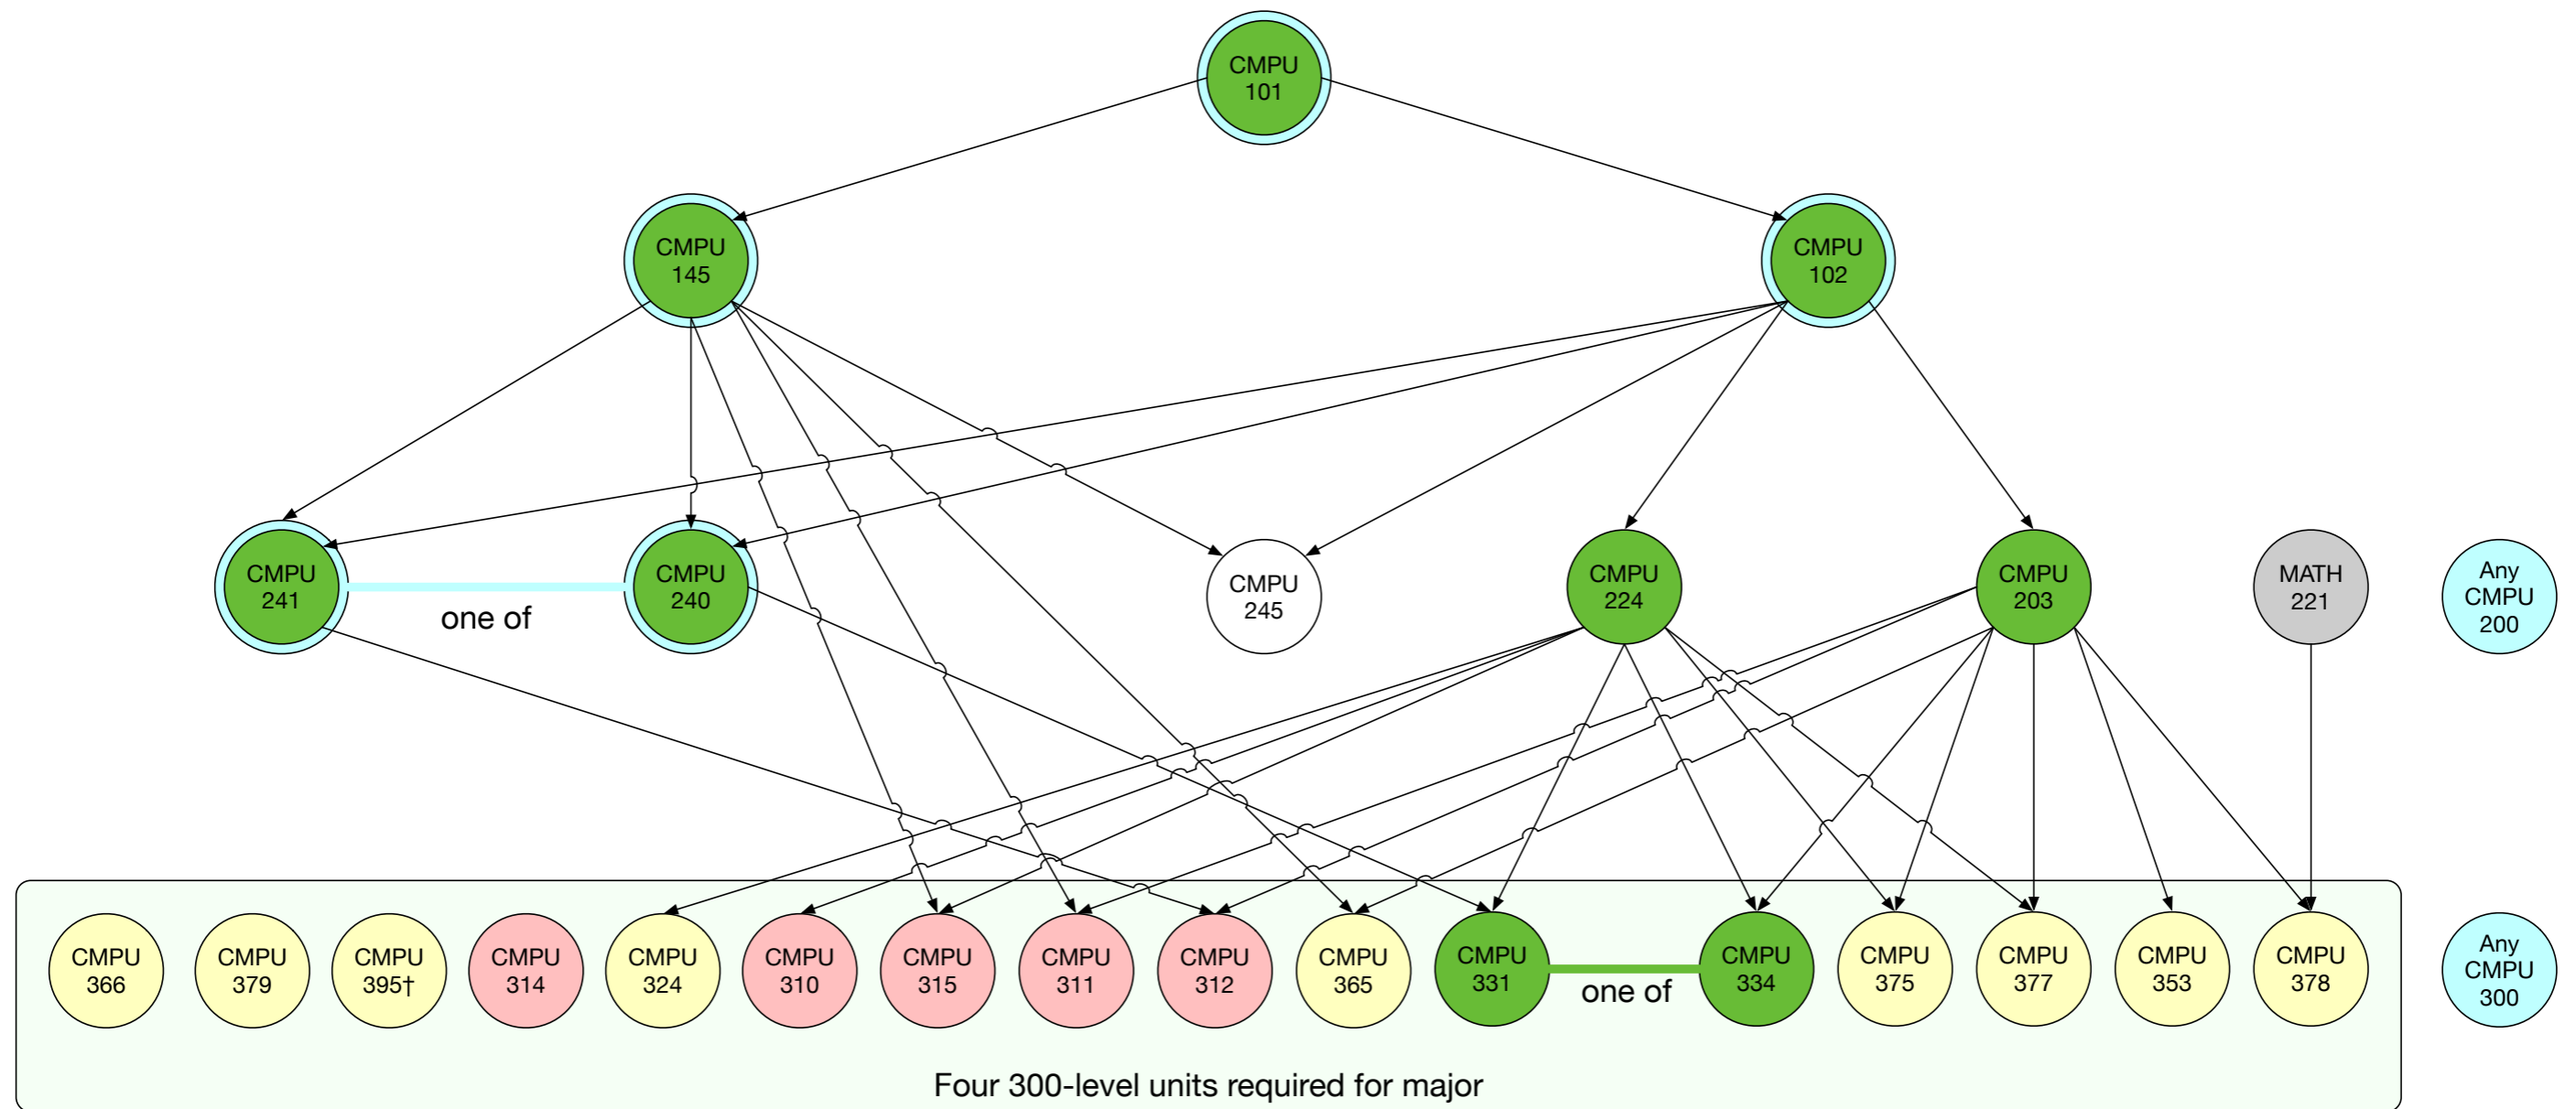 CMPU
101
CMPU
145
CMPU
102
CMPU
241
one of
CMPU
240
CMPU
245
CMPU
224
CMPU
203
MATH
221
Any
CMPU
200
CMPU
366
CMPU
379
CMPU
395†
CMPU
314
CMPU
324
CMPU
310
CMPU
315
CMPU
311
CMPU
312
CMPU
365
CMPU
331
one of
CMPU
334
CMPU
375
CMPU
377
CMPU
353
CMPU
378
Any
CMPU
300
Four 300-level units required for major